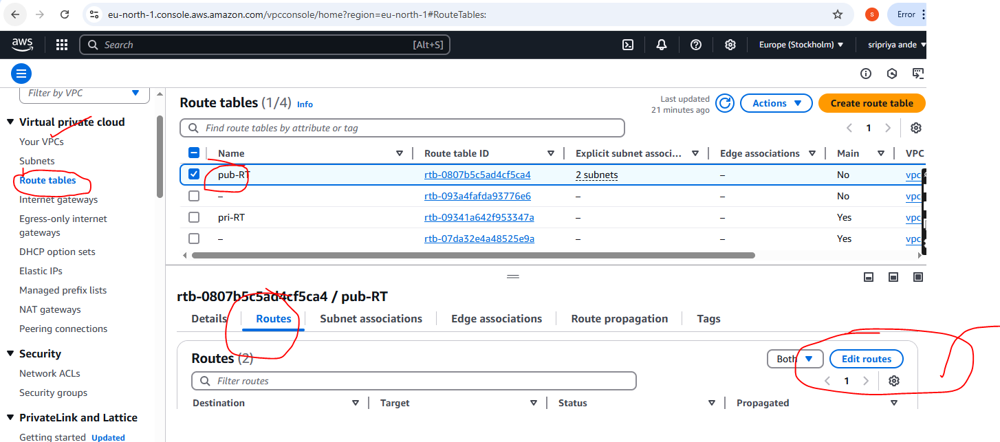 eu-north-1.console.aws.amazon.com/vpcconsole/home?region=eu-north-1#RouteTables:
S
Error
aws
Search
[Alt+S]
Europe (Stockholm)
sripriya ande
Filter by VPC
Virtual private cloud
Your VPCs
Subnets
Route tables
Internet gateways
Egress-only internet
gateways
DHCP option sets
Elastic IPs
Managed prefix lists
NAT gateways
Peering connections
Security
Network ACLs
Security groups
PrivateLink and Lattice
Getting started Updated
Route tables (1/4) Info
Last updated
21 minutes ago
Actions
Create route table
Find route tables by attribute or tag
1
Name Route table ID Explicit subnet associ... Edge associations Main VPC
pub-RT rtb-0807b5c5ad4cf5ca4 2 subnets – No vpc
– rtb-093a4fafda93776e6 – – No vpc
pri-RT rtb-09341a642f953347a – – Yes vpc
– rtb-07da32e4a48525e9a – – Yes vpc
rtb-0807b5c5ad4cf5ca4 / pub-RT
Details Routes Subnet associations Edge associations Route propagation Tags
Routes (2)
Both
Edit routes
Filter routes
1
Destination Target Status Propagated